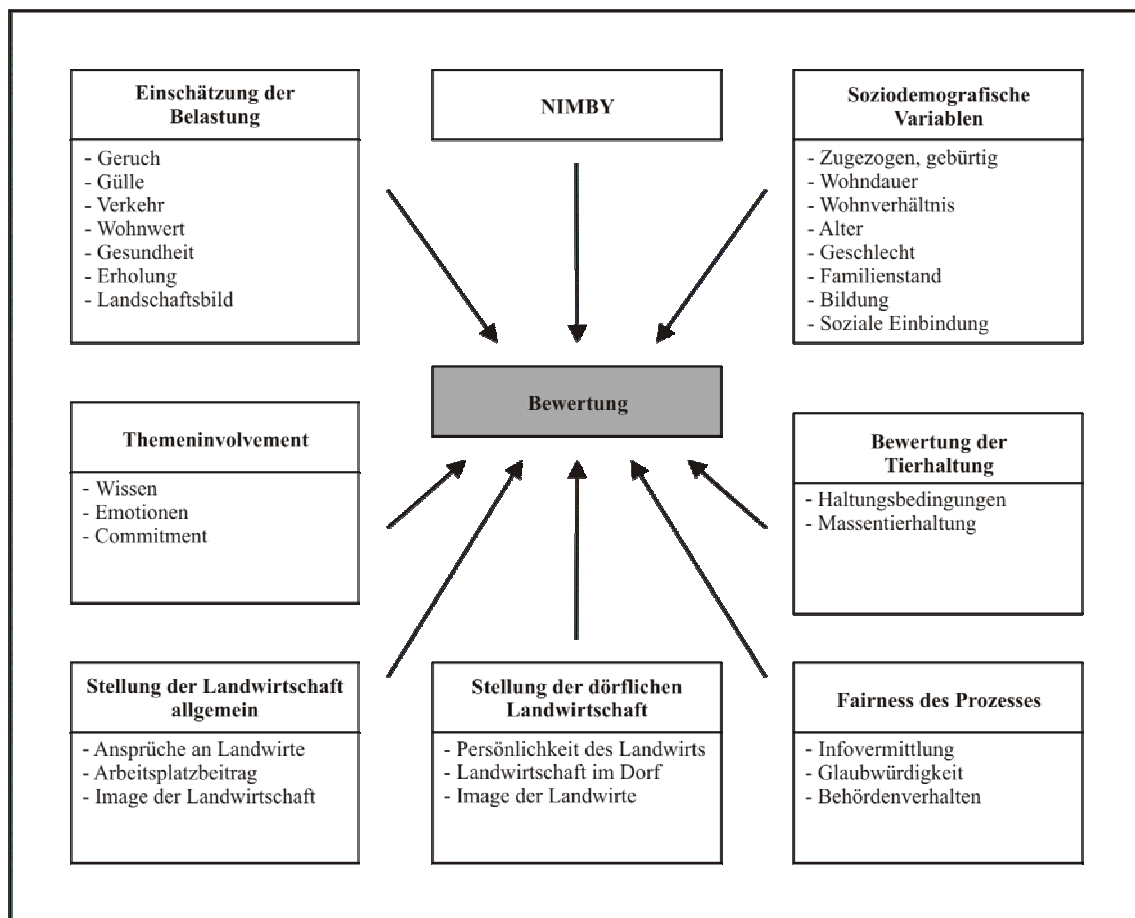 Einschätzung der
Belastung
- Geruch
- Gülle
- Verkehr
- Wohnwert
- Gesundheit
- Erholung
- Landschaftsbild
NIMBY
Soziodemografische
Variablen
- Zugezogen, gebürtig
- Wohndauer
- Wohnverhältnis
- Alter
- Geschlecht
- Familienstand
- Bildung
- Soziale Einbindung
Bewertung
Themeninvolvement
- Wissen
- Emotionen
- Commitment
Bewertung der
Tierhaltung
- Haltungsbedingungen
- Massentierhaltung
Stellung der Landwirtschaft
allgemein
- Ansprüche an Landwirte
- Arbeitsplatzbeitrag
- Image der Landwirtschaft
Stellung der dörflichen
Landwirtschaft
- Persönlichkeit des Landwirts
- Landwirtschaft im Dorf
- Image der Landwirte
Fairness des Prozesses
- Infovermittlung
- Glaubwürdigkeit
- Behördenverhalten